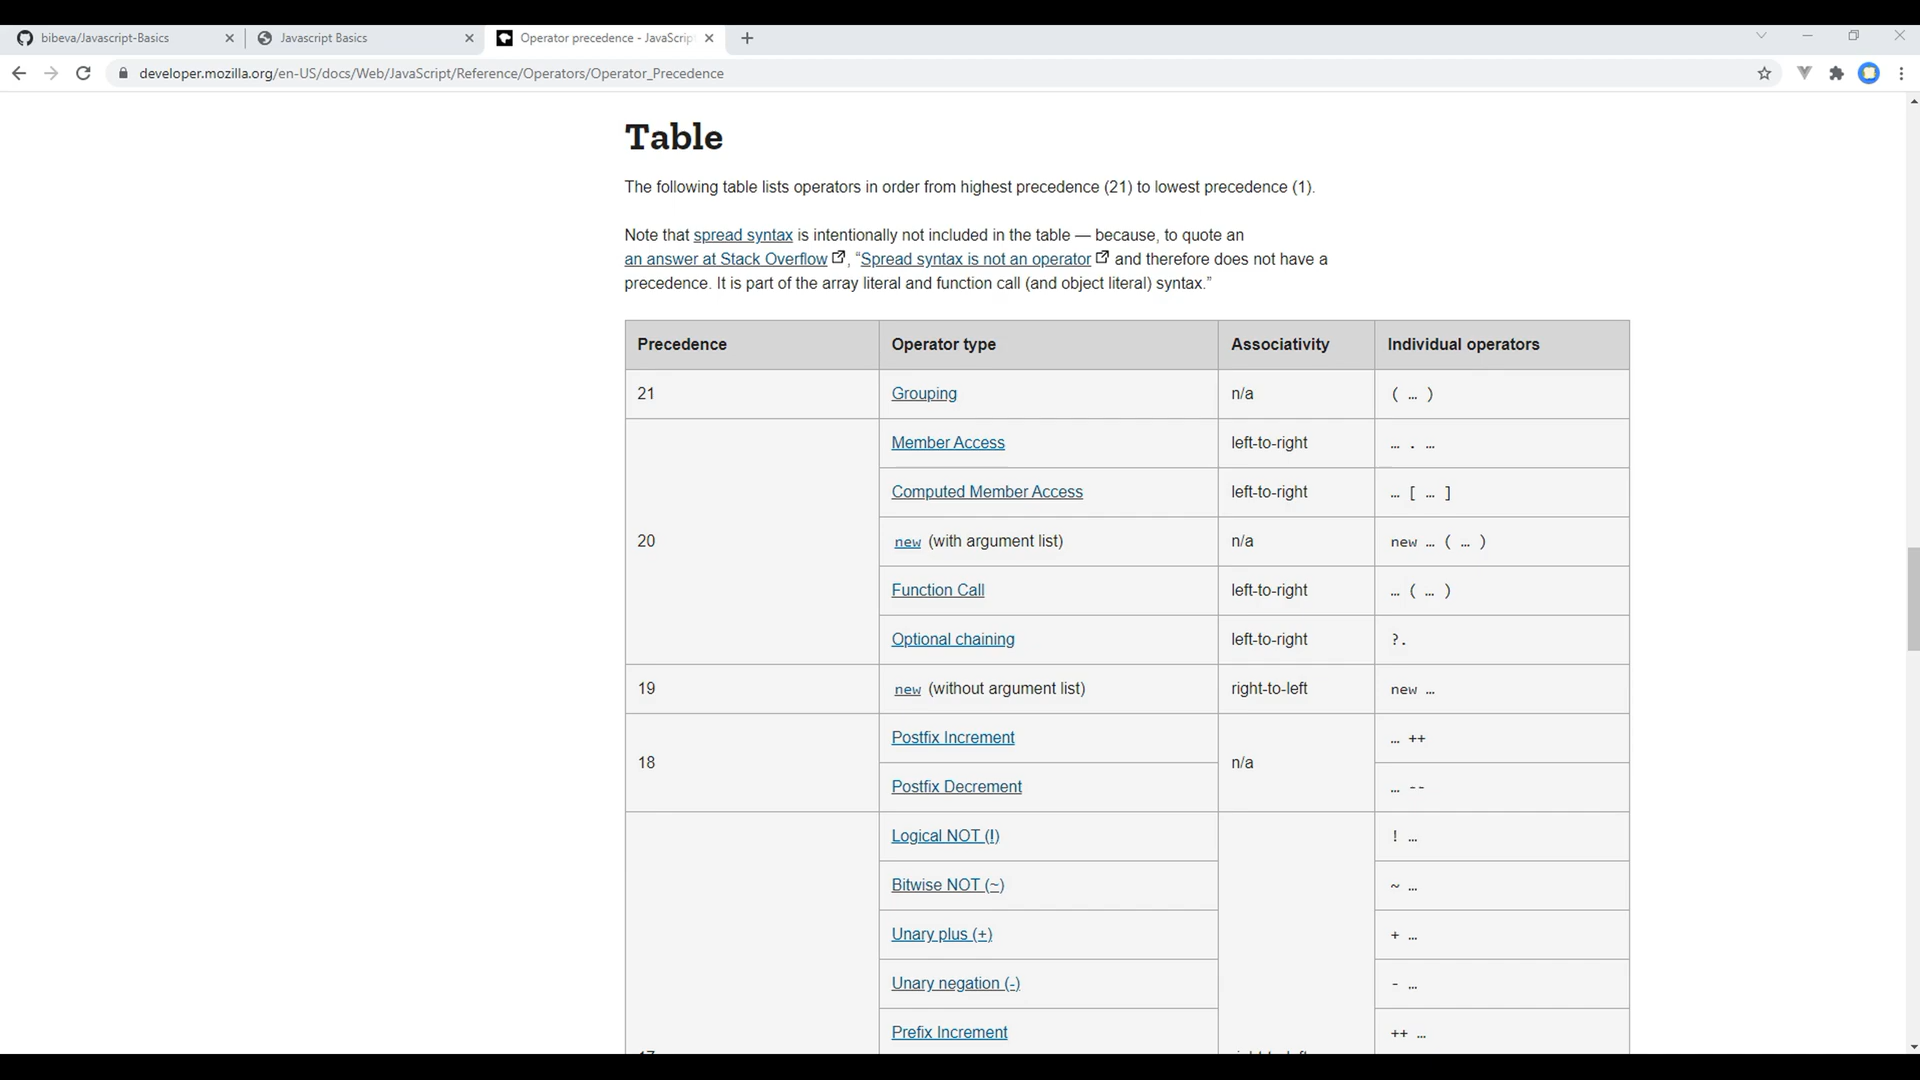 bibeva/Javascript-Basics
Javascript Basics
Operator precedence - JavaScrip
developer.mozilla.org/en-US/docs/Web/JavaScript/Reference/Operators/Operator_Precedence
Table
The following table lists operators in order from highest precedence (21) to lowest precedence (1).
Note that spread syntax is intentionally not included in the table — because, to quote an
an answer at Stack Overflow, “Spread syntax is not an operator and therefore does not have a
precedence. It is part of the array literal and function call (and object literal) syntax.”
Precedence Operator type Associativity Individual operators
21 Grouping n/a ( … )
Member Access left-to-right … . …
Computed Member Access left-to-right … [ … ]
20 new (with argument list) n/a new … ( … )
Function Call left-to-right … ( … )
Optional chaining left-to-right ?.
19 new (without argument list) right-to-left new …
Postfix Increment … ++
18 n/a
Postfix Decrement … --
Logical NOT (!) ! …
Bitwise NOT (~) ~ …
Unary plus (+) + …
Unary negation (-) - …
Prefix Increment ++ …